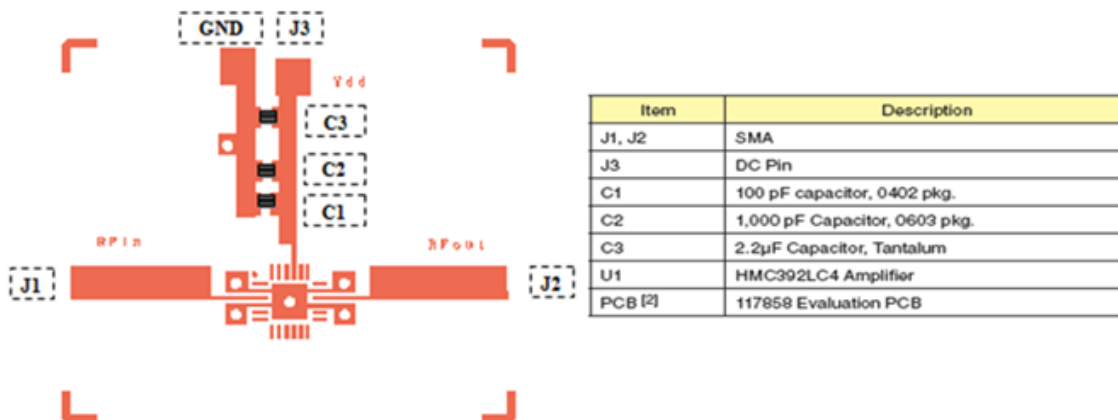 GND
J3
Vdd
C3
C2
C1
RFin
RFout
J1
J2
Item Description
J1, J2 SMA
J3 DC Pin
C1 100 pF capacitor, 0402 pkg.
C2 1,000 pF Capacitor, 0603 pkg.
C3 2.2µF Capacitor, Tantalum
U1 HMC392LC4 Amplifier
PCB [2] 117858 Evaluation PCB